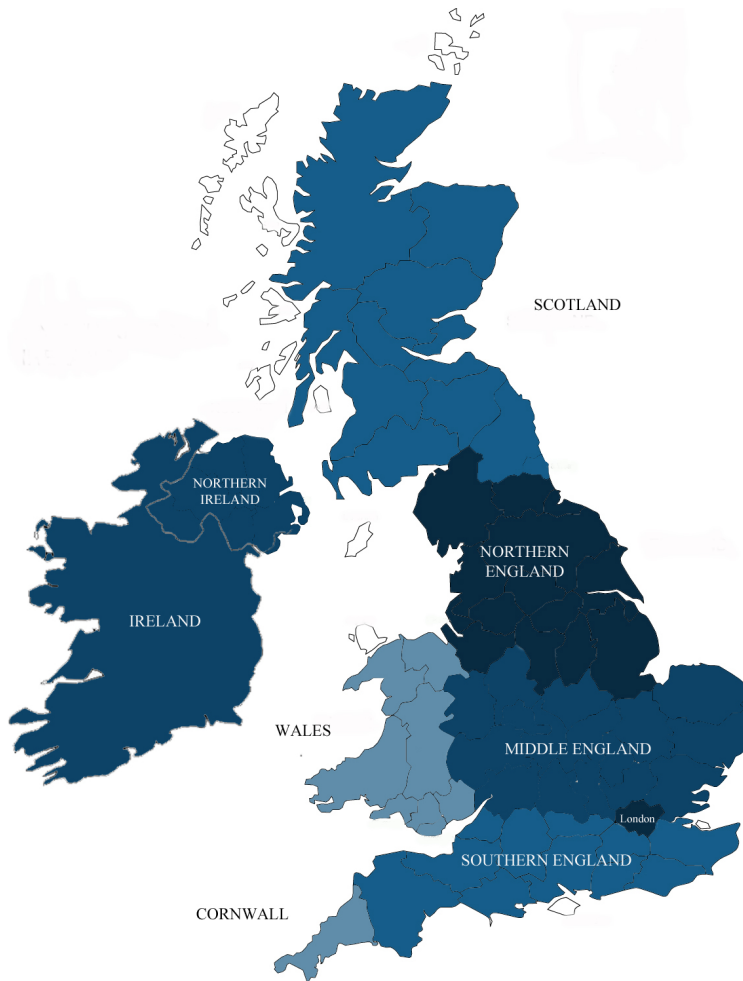 SCOTLAND
NORTHERN
IRELAND
NORTHERN
ENGLAND
IRELAND
WALES
MIDDLE ENGLAND
London
SOUTHERN ENGLAND
CORNWALL